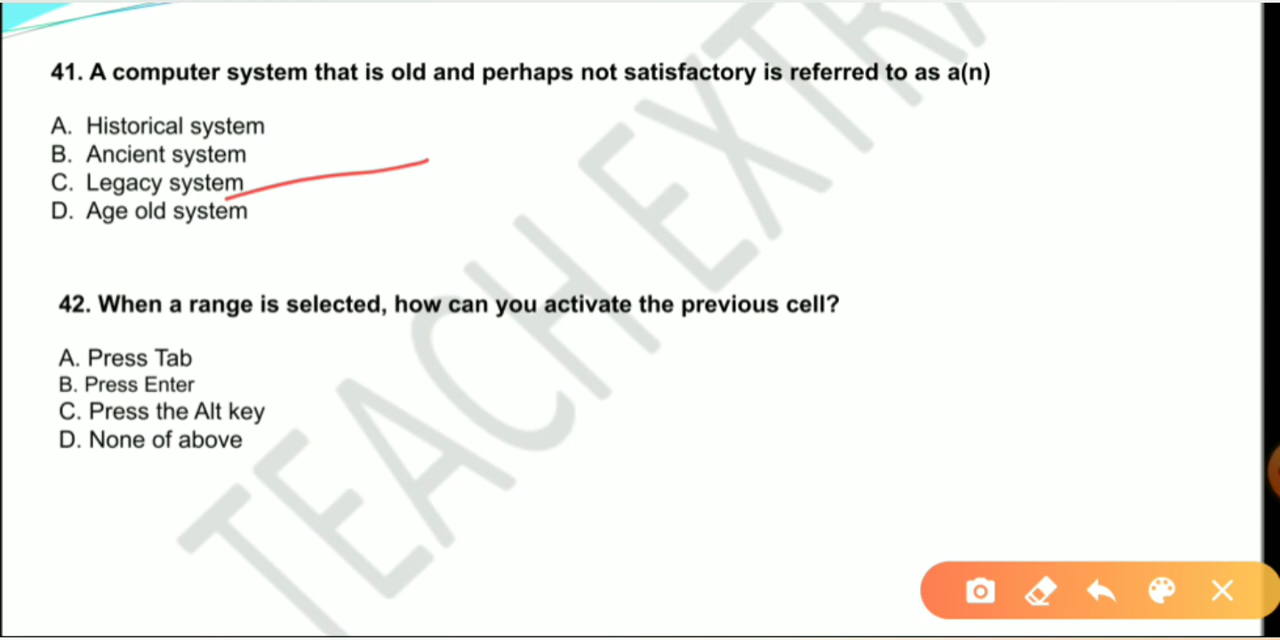 41. A computer system that is old and perhaps not satisfactory is referred to as a(n)
A. Historical system
B. Ancient system
C. Legacy system
D. Age old system
42. When a range is selected, how can you activate the previous cell?
A. Press Tab
B. Press Enter
C. Press the Alt key
D. None of above
TEACH EXTRA